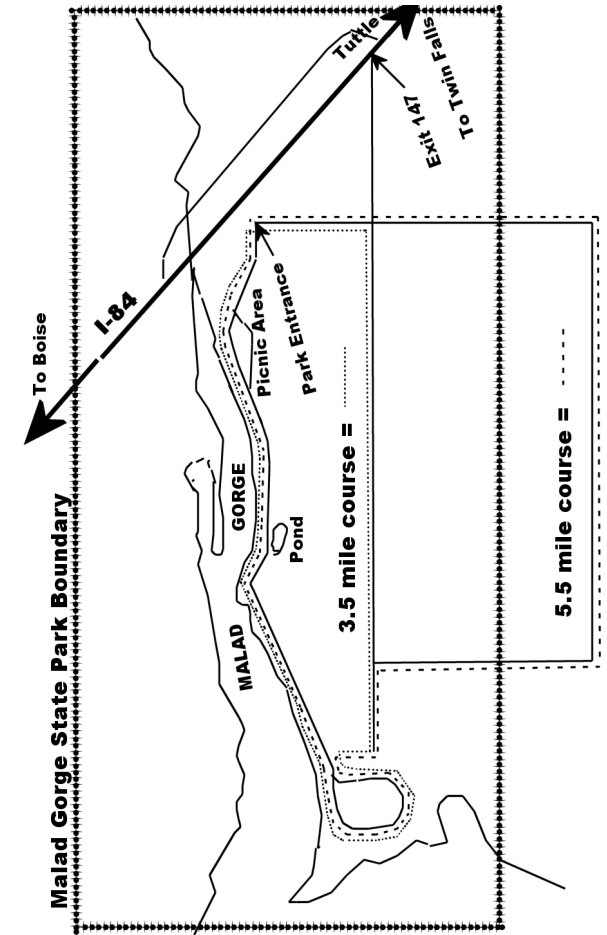 Malad Gorge State Park Boundary
To Boise
I-84
Tuttle
To Twin Falls
Exit 147
Park Entrance
Picnic Area
GORGE
Pond
MALAD
3.5 mile course =
5.5 mile course =